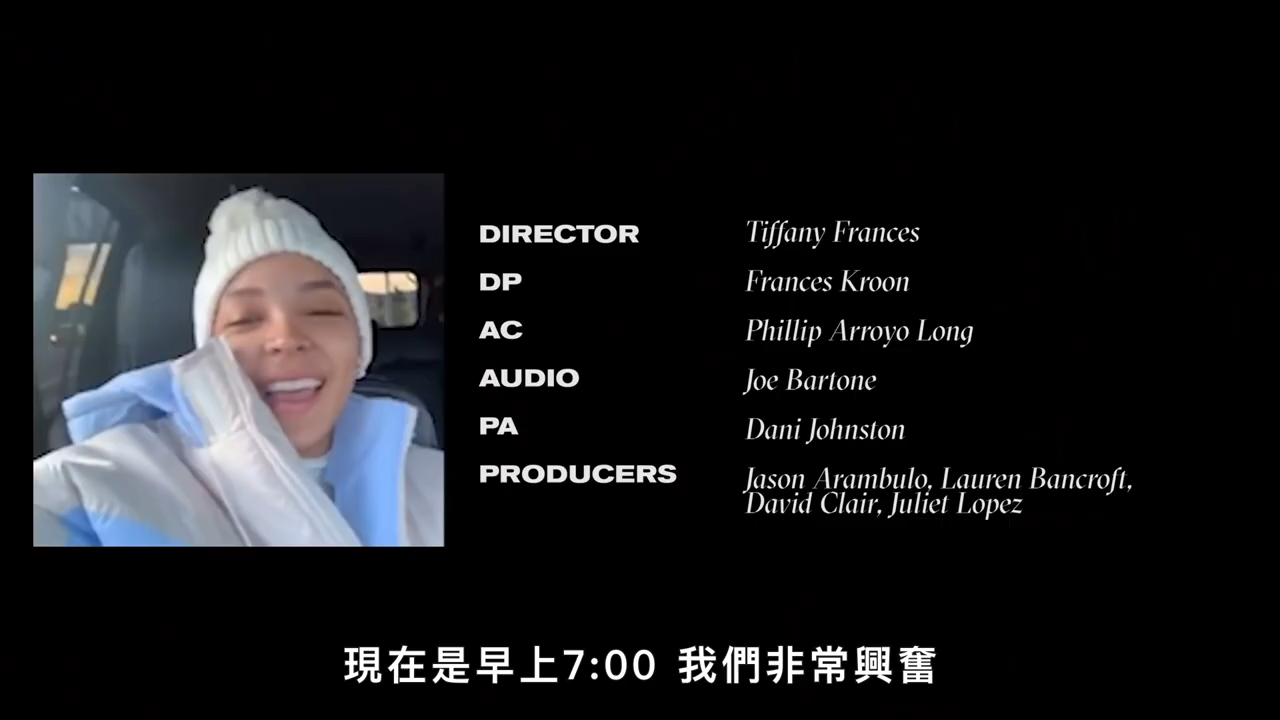 DIRECTOR Tiffany Frances
DP Frances Kroon
AC Phillip Arroyo Long
AUDIO Joe Bartone
PA Dani Johnston
PRODUCERS Jason Arambulo, Lauren Bancroft,
David Clair, Juliet Lopez
現在是早上7:00 我們非常興奮